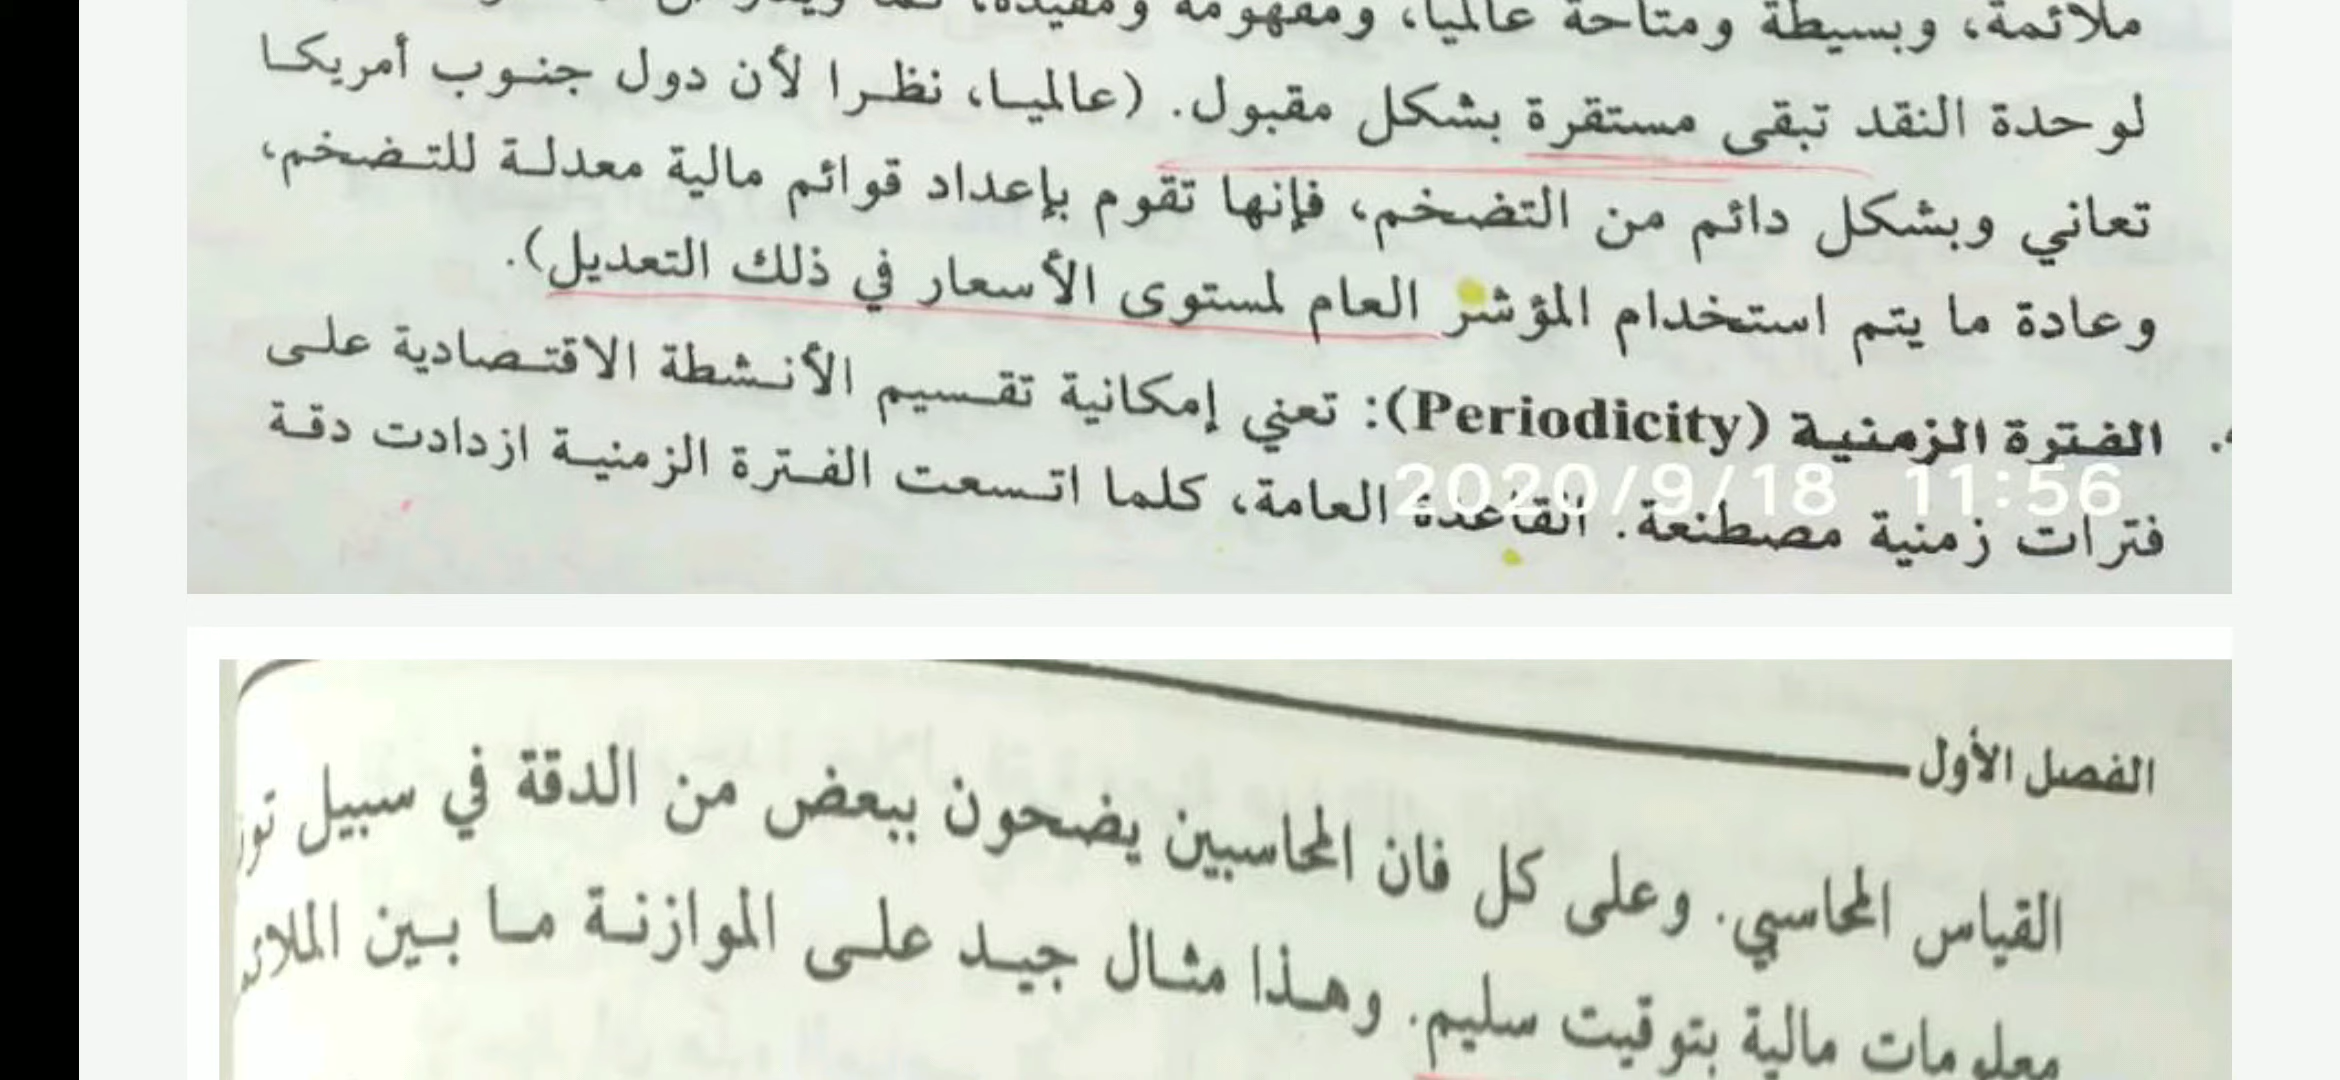 ملائمة، وبسيطة ومتاحة عالميا، ومفهومة ومفيدة،
لوحدة النقد تبقى مستقرة بشكل مقبول. (عالميا، نظرا لأن دول جنوب أمريكا
تعاني وبشكل دائم من التضخم، فإنها تقوم بإعداد قوائم مالية معدلة للتضخم،
وعادة ما يتم استخدام المؤشر العام لمستوى الأسعار في ذلك التعديل).
الفترة الزمنية (Periodicity): تعني إمكانية تقسيم الأنشطة الاقتصادية على
فترات زمنية مصطنعة. القاعدة العامة، كلما اتسعت الفترة الزمنية ازدادت دقة
2020/9/18 11:56
الفصل الأول
القياس المحاسبي. وعلى كل فان المحاسبين يضحون ببعض من الدقة في سبيل
معلومات مالية بتوقيت سليم. وهذا مثال جيد على الموازنة ما بين